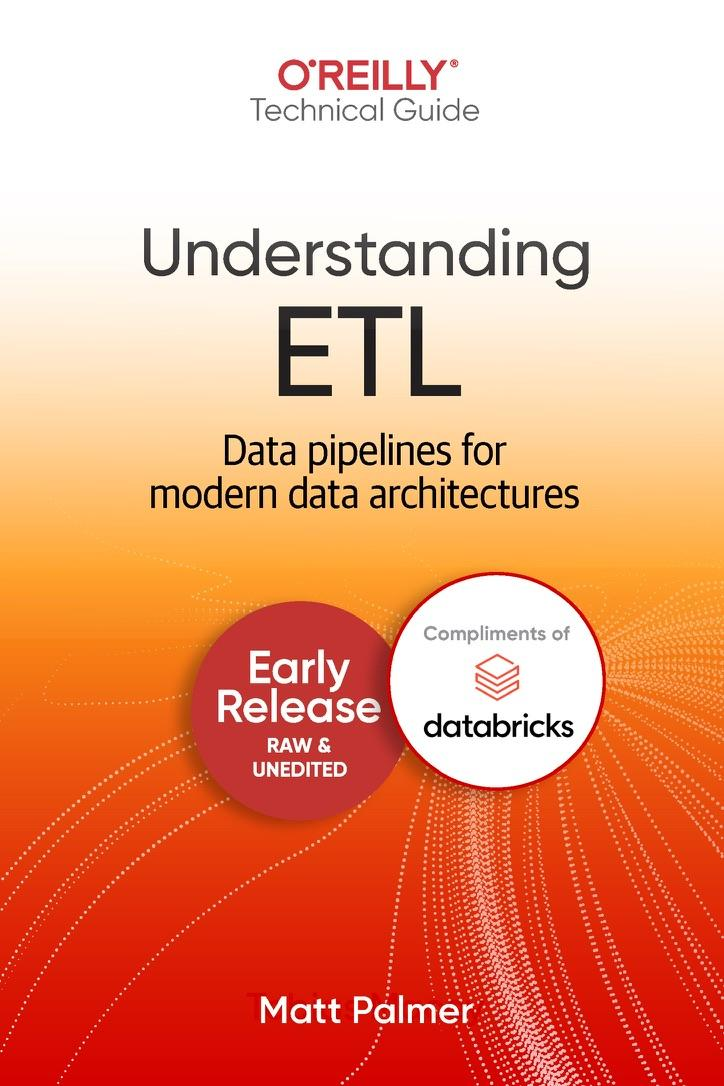 O'REILLY®
Technical Guide
Understanding
ETL
Data pipelines for
modern data architectures
Early
Release
RAW &
UNEDITED
Compliments of
databricks
Matt Palmer